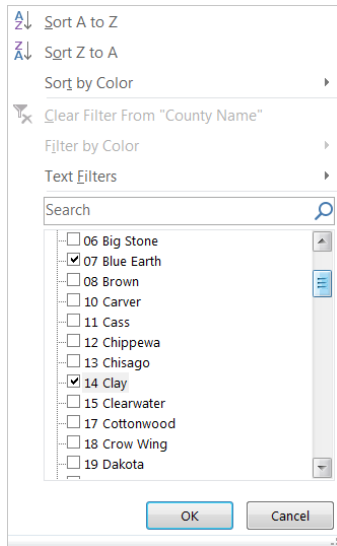 Sort A to Z
Sort Z to A
Sort by Color
Clear Filter From "County Name"
Filter by Color
Text Filters
Search
06 Big Stone
07 Blue Earth
08 Brown
10 Carver
11 Cass
12 Chippewa
13 Chisago
14 Clay
15 Clearwater
17 Cottonwood
18 Crow Wing
19 Dakota
OK Cancel